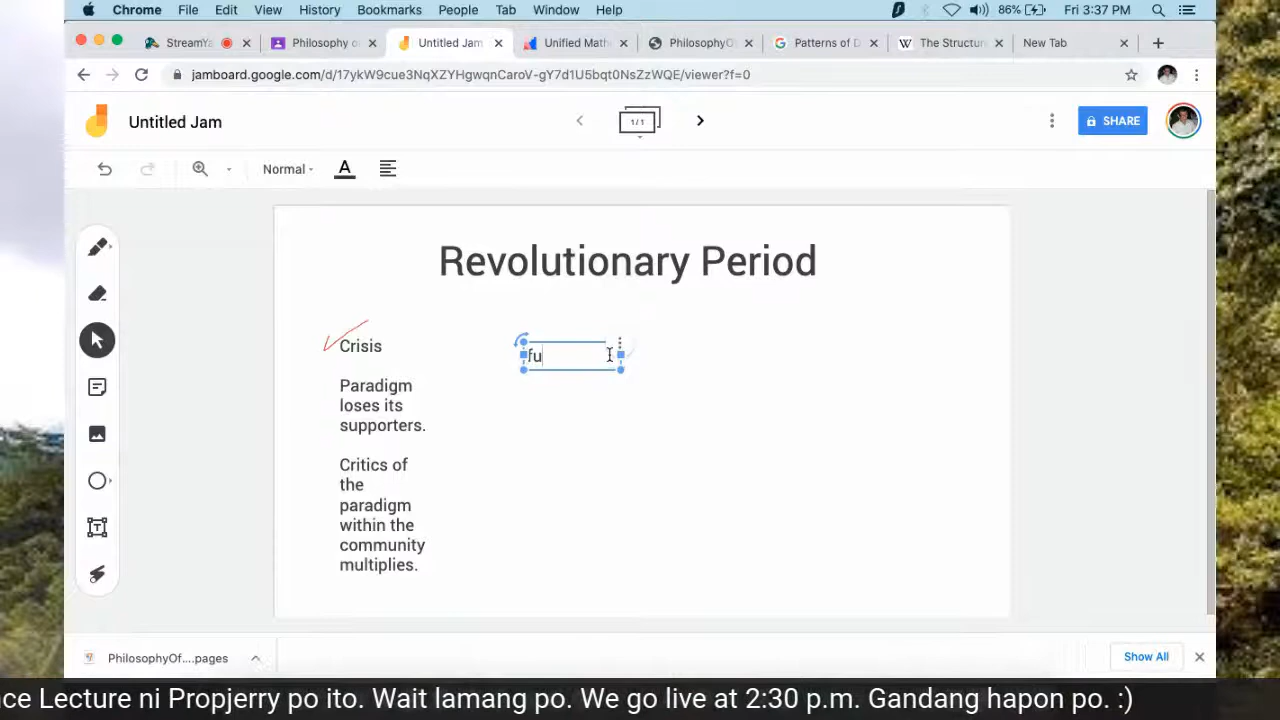 Chrome File Edit View History Bookmarks People Tab Window Help 86% Fri 3:37 PM
StreamYa Philosophy o Untitled Jam Unified Math PhilosophyO Patterns of D The Structur New Tab
jamboard.google.com/d/17ykW9cue3NqXZYHgwqnCaroV-gY7d1U5bqt0NsZzWQE/viewer?f=0
Untitled Jam 1/1 SHARE
Normal A
Revolutionary Period
Crisis
fu
Paradigm
loses its
supporters.
Critics of
the
paradigm
within the
community
multiplies.
PhilosophyOf....pages Show All
nce Lecture ni Propjerry po ito. Wait lamang po. We go live at 2:30 p.m. Gandang hapon po. :)